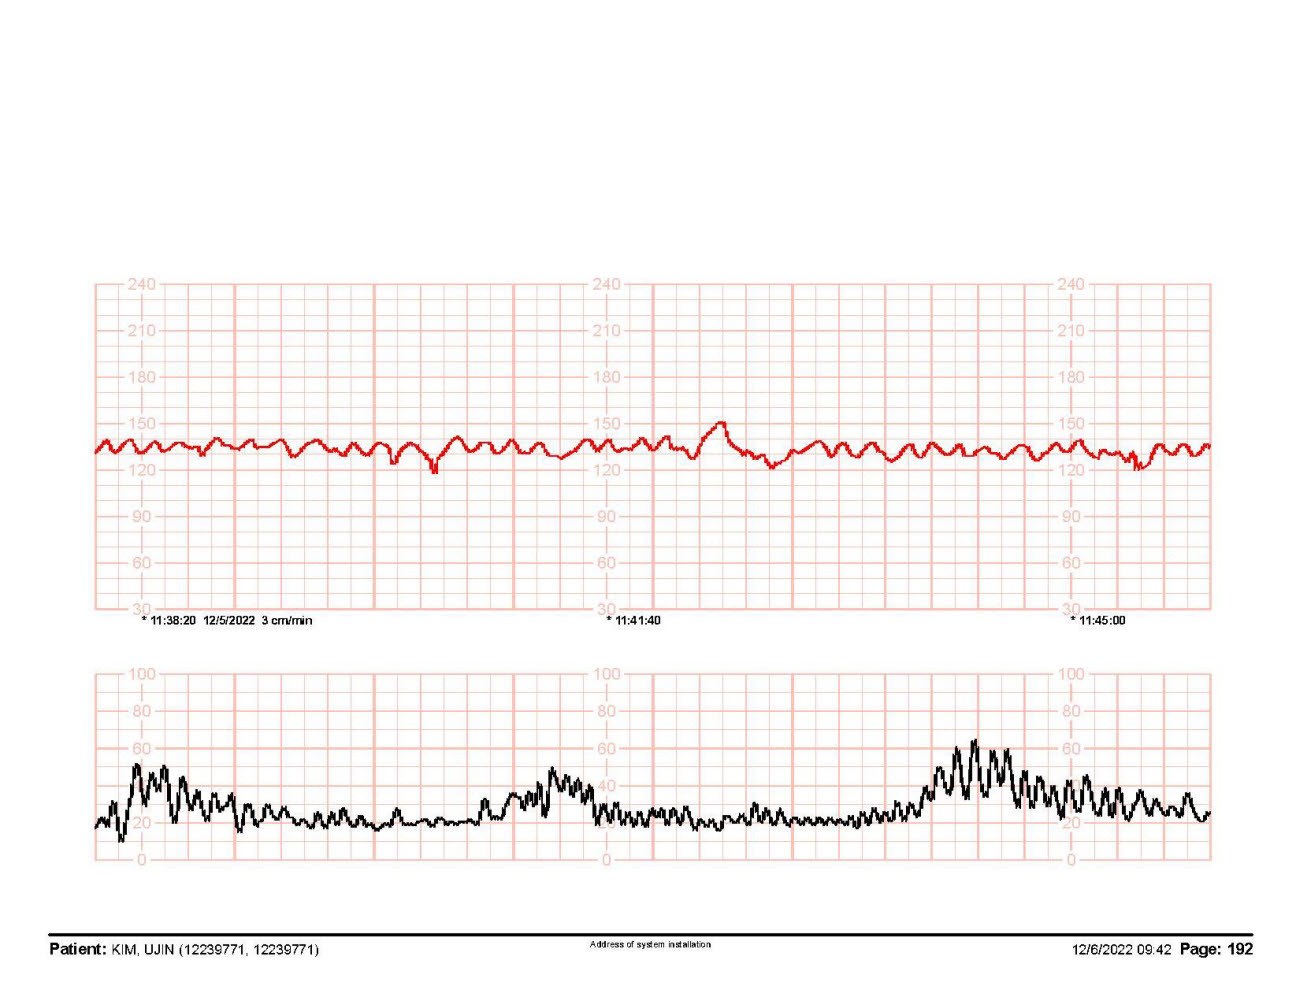 240 240 240
210 210 210
180 180 180
150 150 150
120 120 120
90 90 90
60 60 60
30 30 30
* 11:38:20 12/5/2022 3 cm/min * 11:41:40 * 11:45:00
100 100 100
80 80 80
60 60 60
40 40 40
20 20 20
0 0 0
Patient: KIM, UJIN (12239771, 12239771) Address of system installation 12/6/2022 09:42 Page: 192